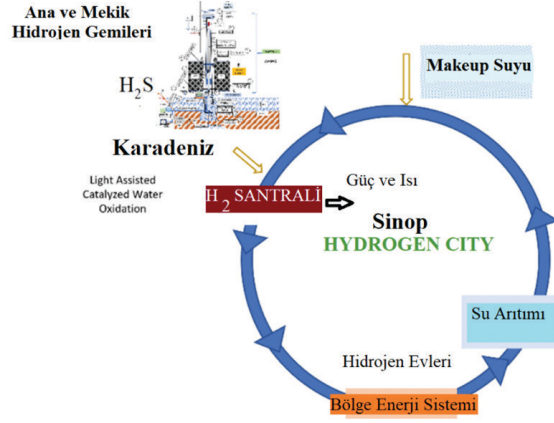 Ana ve Mekik
Hidrojen Gemileri
H₂S
Makeup Suyu
Karadeniz
Light Assisted
Catalyzed Water
Oxidation
H₂ SANTRALİ
Güç ve Isı
Sinop
HYDROGEN CITY
Su Arıtımı
Hidrojen Evleri
Bölge Enerji Sistemi